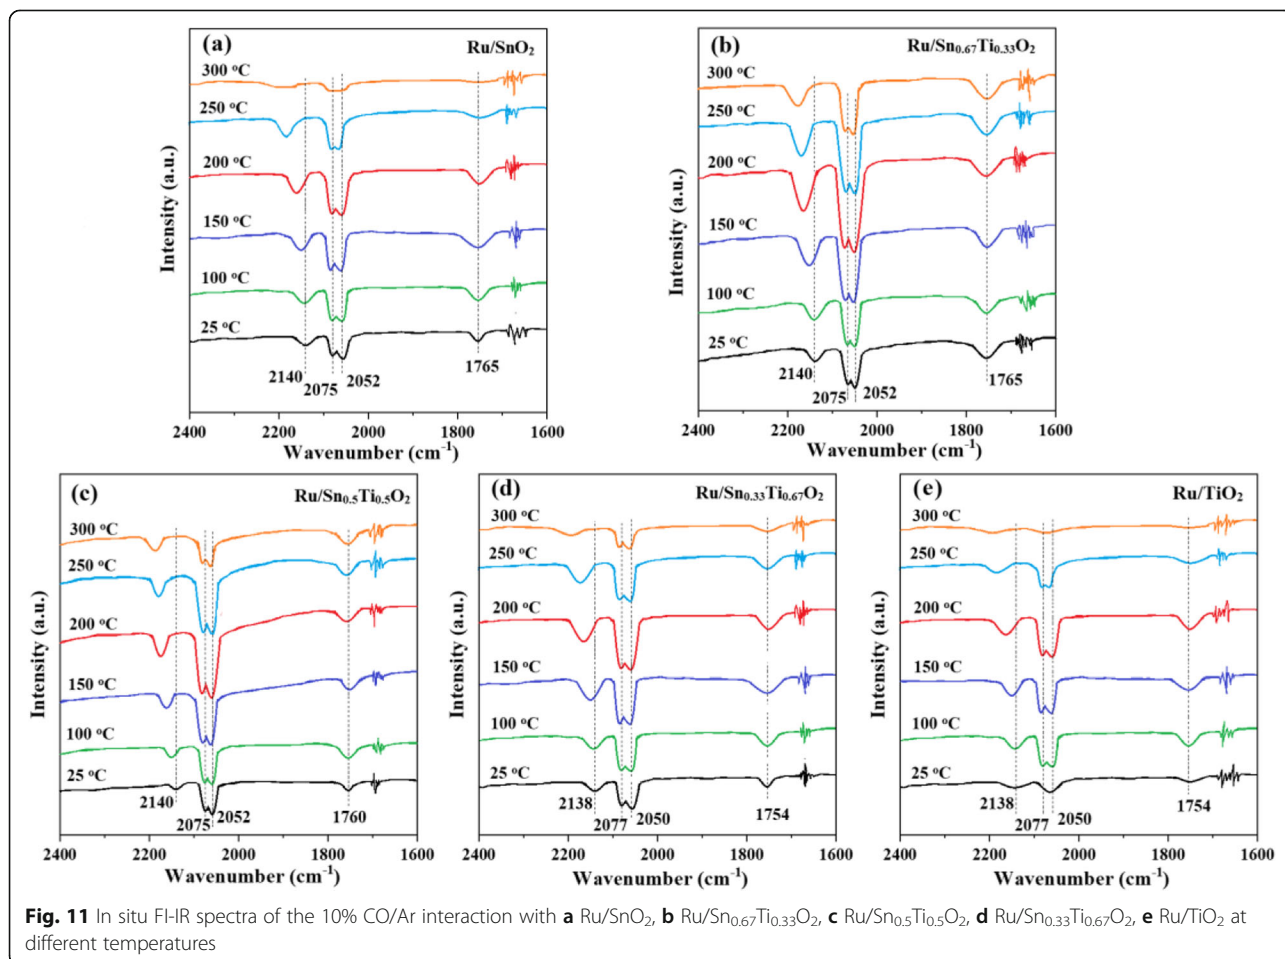 (a)
Ru/SnO₂
300 °C
250 °C
200 °C
150 °C
100 °C
25 °C
2140
2075
2052
1765
Intensity (a.u.)
2400 2200 2000 1800 1600
Wavenumber (cm⁻¹)
(b)
Ru/Sn₀.₆₇Ti₀.₃₃O₂
300 °C
250 °C
200 °C
150 °C
100 °C
25 °C
2140
2075
2052
1765
Intensity (a.u.)
2400 2200 2000 1800 1600
Wavenumber (cm⁻¹)
(c)
Ru/Sn₀.₅Ti₀.₅O₂
300 °C
250 °C
200 °C
150 °C
100 °C
25 °C
2140
2075
2052
1760
Intensity (a.u.)
2400 2200 2000 1800 1600
Wavenumber (cm⁻¹)
(d)
Ru/Sn₀.₃₃Ti₀.₆₇O₂
300 °C
250 °C
200 °C
150 °C
100 °C
25 °C
2138
2077
2050
1754
Intensity (a.u.)
2400 2200 2000 1800 1600
Wavenumber (cm⁻¹)
(e)
Ru/TiO₂
300 °C
250 °C
200 °C
150 °C
100 °C
25 °C
2138
2077
2050
1754
Intensity (a.u.)
2400 2200 2000 1800 1600
Wavenumber (cm⁻¹)
Fig. 11 In situ FI-IR spectra of the 10% CO/Ar interaction with a Ru/SnO₂, b Ru/Sn₀.₆₇Ti₀.₃₃O₂, c Ru/Sn₀.₅Ti₀.₅O₂, d Ru/Sn₀.₃₃Ti₀.₆₇O₂, e Ru/TiO₂ at
different temperatures